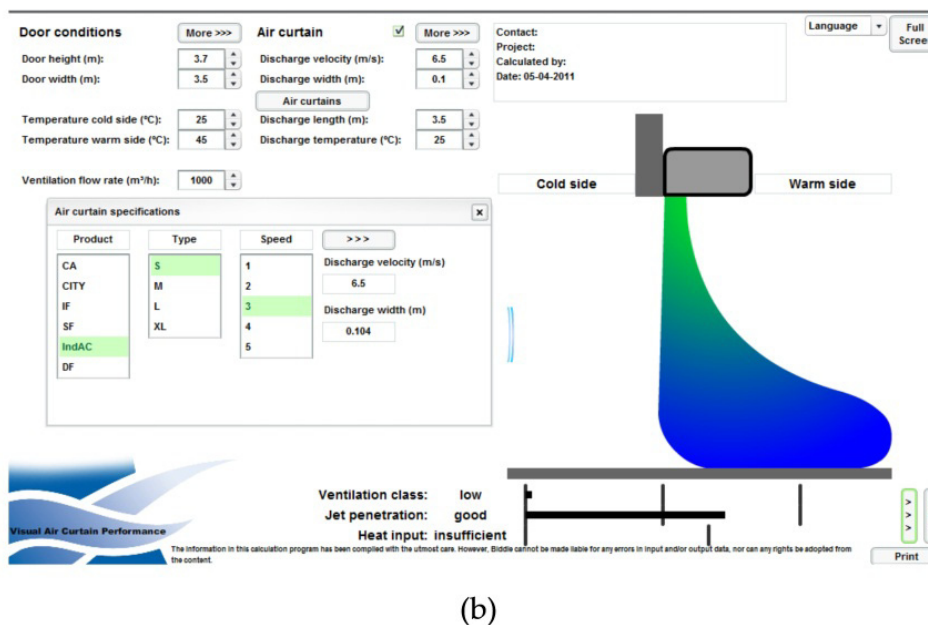 Door conditions More >>> Air curtain More >>>
Door height (m): 3.7 Discharge velocity (m/s): 6.5
Door width (m): 3.5 Discharge width (m): 0.1
Air curtains
Temperature cold side (ºC): 25 Discharge length (m): 3.5
Temperature warm side (ºC): 45 Discharge temperature (ºC): 25
Ventilation flow rate (m³/h): 1000
Contact:
Project:
Calculated by:
Date: 05-04-2011
Language
Full
Scree
Cold side Warm side
Air curtain specifications x
Product Type Speed >>>
CA S 1 Discharge velocity (m/s)
CITY M 2 6.5
IF L 3 Discharge width (m)
SF XL 4 0.104
IndAC 5
DF
Ventilation class: low
Jet penetration: good
Heat input: insufficient
>
>
>
Visual Air Curtain Performance
The information in this calculation program has been compiled with the utmost care. However, Biddle cannot be made liable for any errors in input and/or output data, nor can any rights be adopted from
the content.
Print
(b)